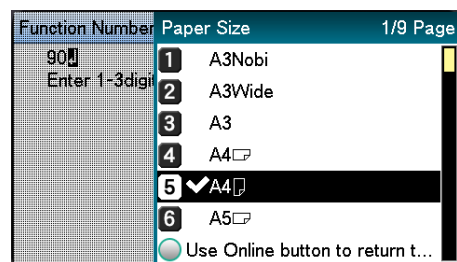 Function Number
90
Enter 1-3digi
Paper Size 1/9 Page
1 A3Nobi
2 A3Wide
3 A3
4 A4
5 A4
6 A5
Use Online button to return t...